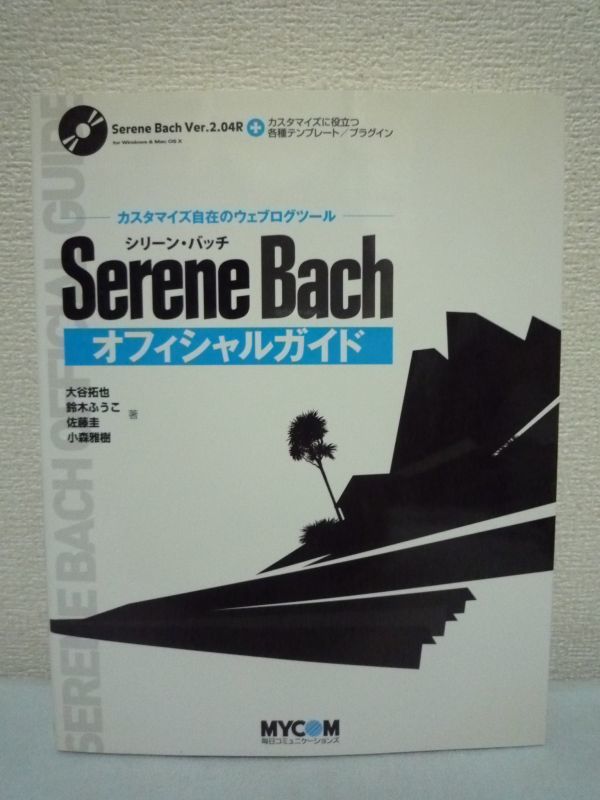 Serene Bach Ver.2.04R
for Windows & Mac OS X
カスタマイズに役立つ
各種テンプレート／プラグイン
カスタマイズ自在のウェブログツール
シリーン・バッチ
Serene Bach
オフィシャルガイド
大谷拓也
鈴木ふうこ
佐藤圭
小森雅樹
著
SERENE BACH OFFICIAL GUIDE
MYCOM
毎日コミュニケーションズ